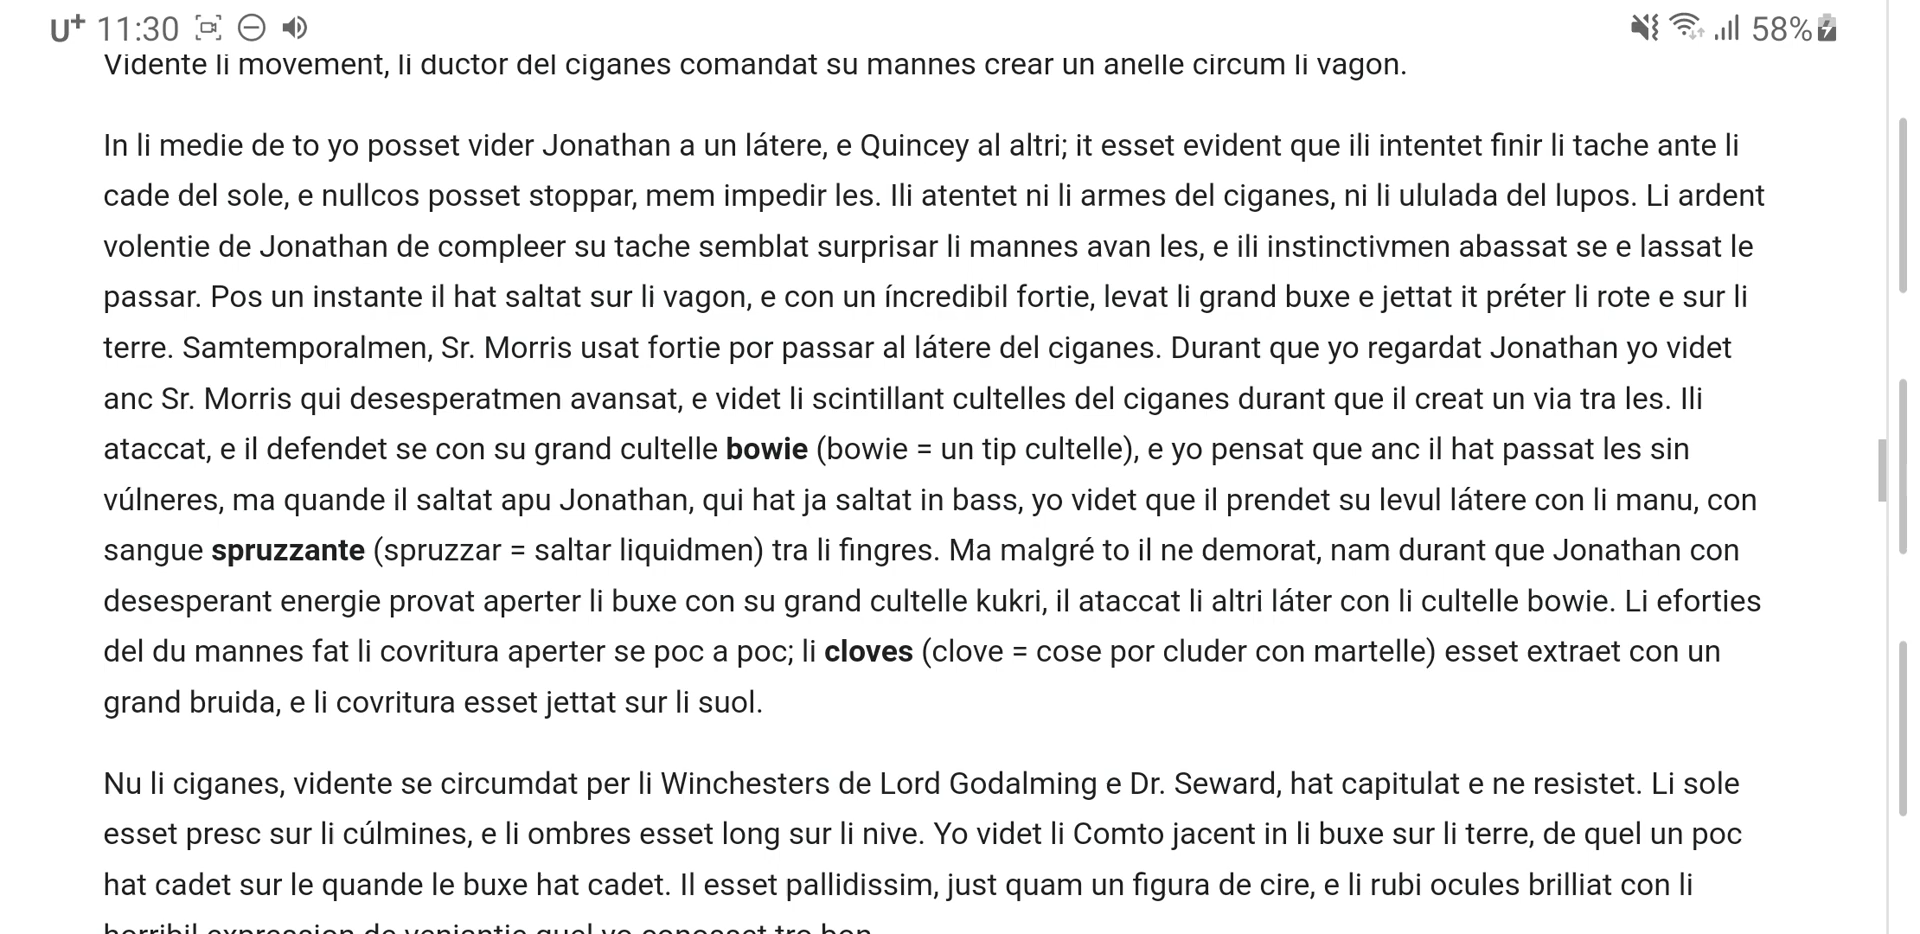 U+ 11:30 58%
Vidente li movement, li ductor del ciganes comandat su mannes crear un anelle circum li vagon.
In li medie de to yo posset vider Jonathan a un látere, e Quincey al altri; it esset evident que ili intentet finir li tache ante li
cade del sole, e nullcos posset stoppar, mem impedir les. Ili atentet ni li armes del ciganes, ni li ululada del lupos. Li ardent
volentie de Jonathan de compleer su tache semblat surprisar li mannes avan les, e ili instinctivmen abassat se e lassat le
passar. Pos un instante il hat saltat sur li vagon, e con un íncredibil fortie, levat li grand buxe e jettat it préter li rote e sur li
terre. Samtemporalmen, Sr. Morris usat fortie por passar al látere del ciganes. Durant que yo regardat Jonathan yo videt
anc Sr. Morris qui desesperatmen avansat, e videt li scintillant cultelles del ciganes durant que il creat un via tra les. Ili
ataccat, e il defendet se con su grand cultelle bowie (bowie = un tip cultelle), e yo pensat que anc il hat passat les sin
vúlneres, ma quande il saltat apu Jonathan, qui hat ja saltat in bass, yo videt que il prendet su levul látere con li manu, con
sangue spruzzante (spruzzar = saltar liquidmen) tra li fingres. Ma malgré to il ne demorat, nam durant que Jonathan con
desesperant energie provat aperter li buxe con su grand cultelle kukri, il ataccat li altri láter con li cultelle bowie. Li eforties
del du mannes fat li covritura aperter se poc a poc; li cloves (clove = cose por cluder con martelle) esset extraet con un
grand bruida, e li covritura esset jettat sur li suol.
Nu li ciganes, vidente se circumdat per li Winchesters de Lord Godalming e Dr. Seward, hat capitulat e ne resistet. Li sole
esset presc sur li cúlmines, e li ombres esset long sur li nive. Yo videt li Comto jacent in li buxe sur li terre, de quel un poc
hat cadet sur le quande le buxe hat cadet. Il esset pallidissim, just quam un figura de cire, e li rubi ocules brilliat con li
horribil expression de venjantie quel yo conosset tro bon.